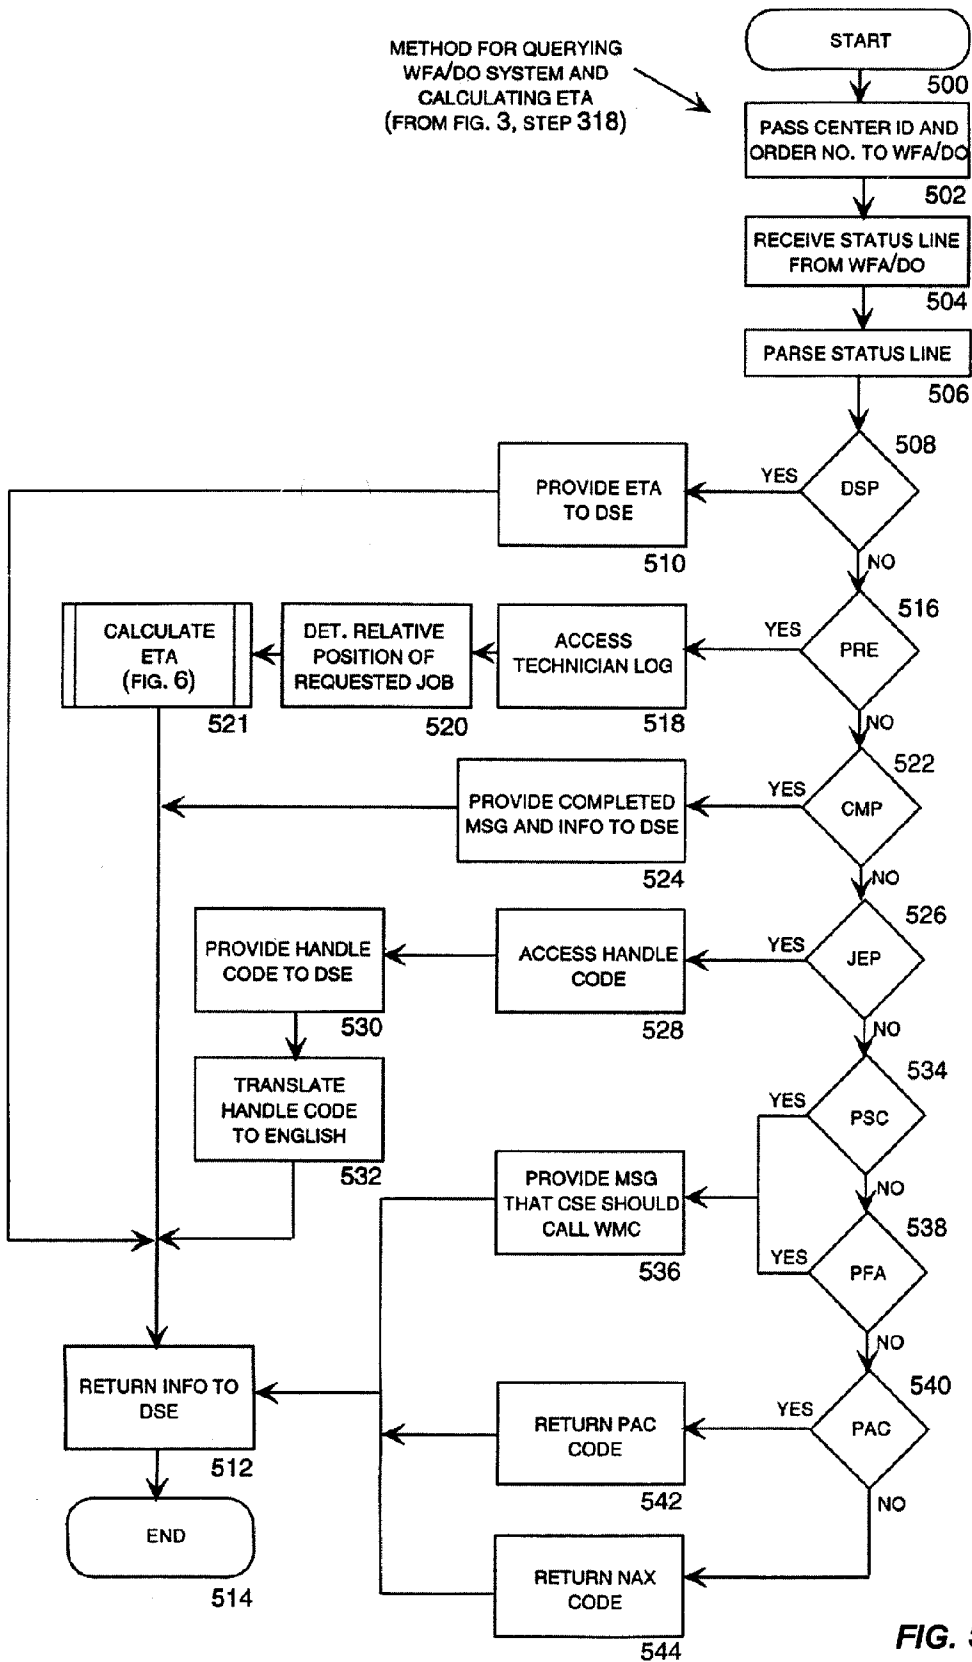 METHOD FOR QUERYING
WFA/DO SYSTEM AND
CALCULATING ETA
(FROM FIG. 3, STEP 318)
START
500
PASS CENTER ID AND
ORDER NO. TO WFA/DO
502
RECEIVE STATUS LINE
FROM WFA/DO
504
PARSE STATUS LINE
506
508
DSP
YES
NO
PROVIDE ETA
TO DSE
510
516
PRE
YES
NO
ACCESS
TECHNICIAN LOG
518
DET. RELATIVE
POSITION OF
REQUESTED JOB
520
CALCULATE
ETA
(FIG. 6)
521
522
CMP
YES
NO
PROVIDE COMPLETED
MSG AND INFO TO DSE
524
526
JEP
YES
NO
ACCESS HANDLE
CODE
528
PROVIDE HANDLE
CODE TO DSE
530
TRANSLATE
HANDLE CODE
TO ENGLISH
532
534
PSC
YES
NO
PROVIDE MSG
THAT CSE SHOULD
CALL WMC
536
538
PFA
YES
NO
540
PAC
YES
NO
RETURN PAC
CODE
542
RETURN NAX
CODE
544
RETURN INFO TO
DSE
512
END
514
FIG.